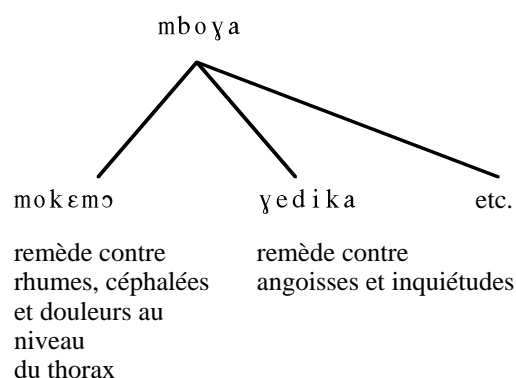 mboɣa
mokɛmɔ ɣedika etc.
remède contre
rhumes, céphalées
et douleurs au
niveau
du thorax
remède contre
angoisses et inquiétudes